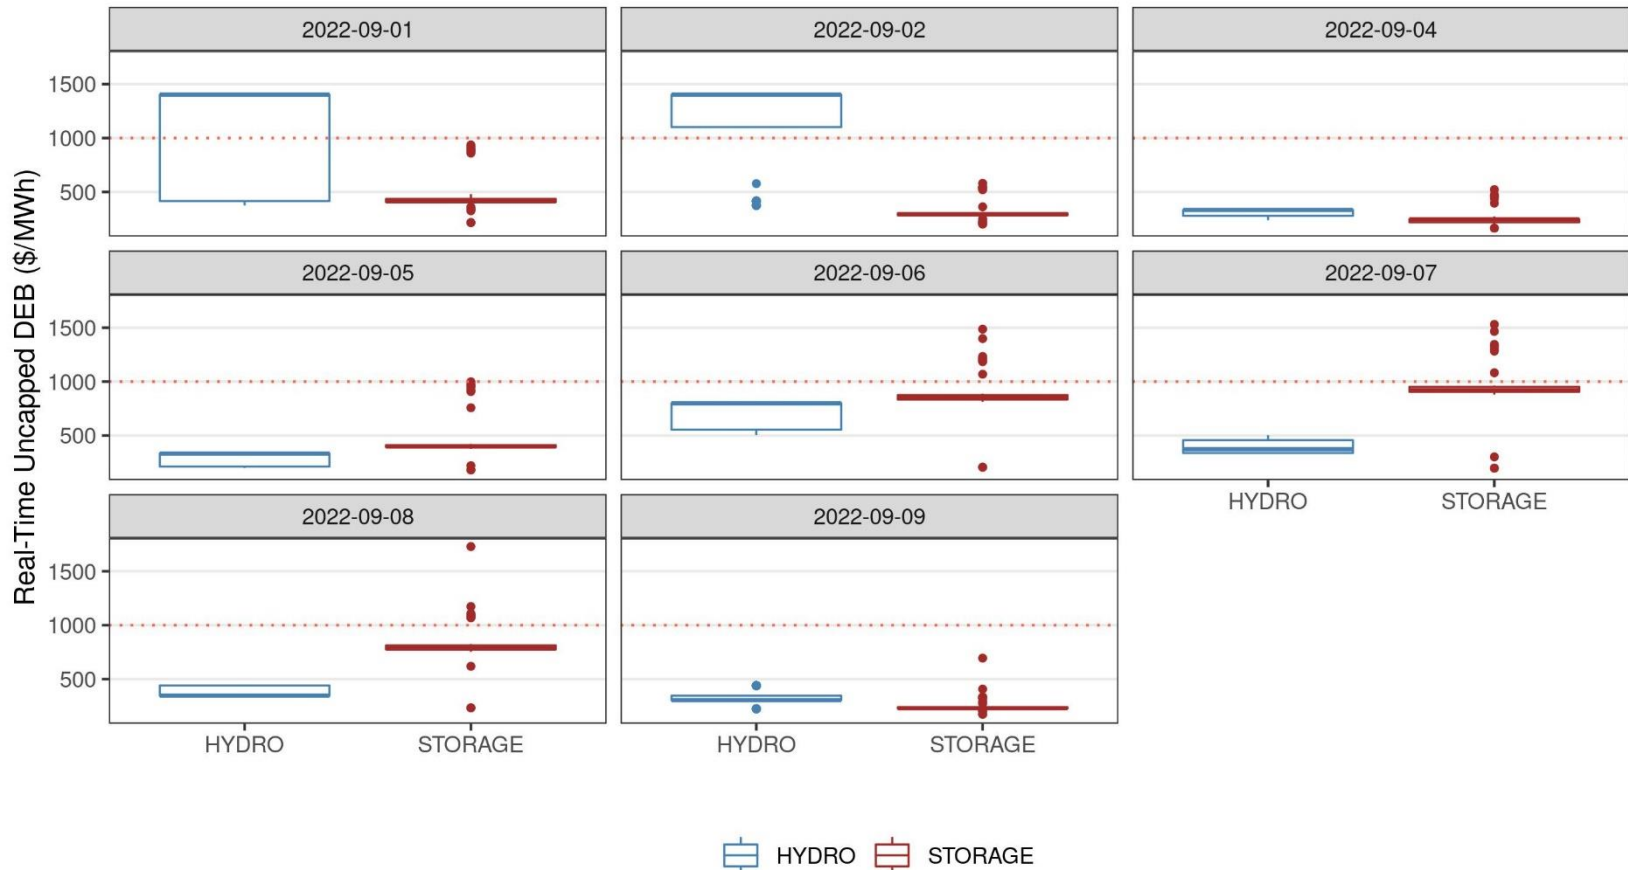 2022-09-01
2022-09-02
2022-09-04
1500
1000
500
2022-09-05
2022-09-06
2022-09-07
1500
1000
500
HYDRO
STORAGE
2022-09-08
2022-09-09
1500
1000
500
HYDRO
STORAGE
HYDRO
STORAGE
Real-Time Uncapped DEB ($/MWh)
HYDRO
STORAGE